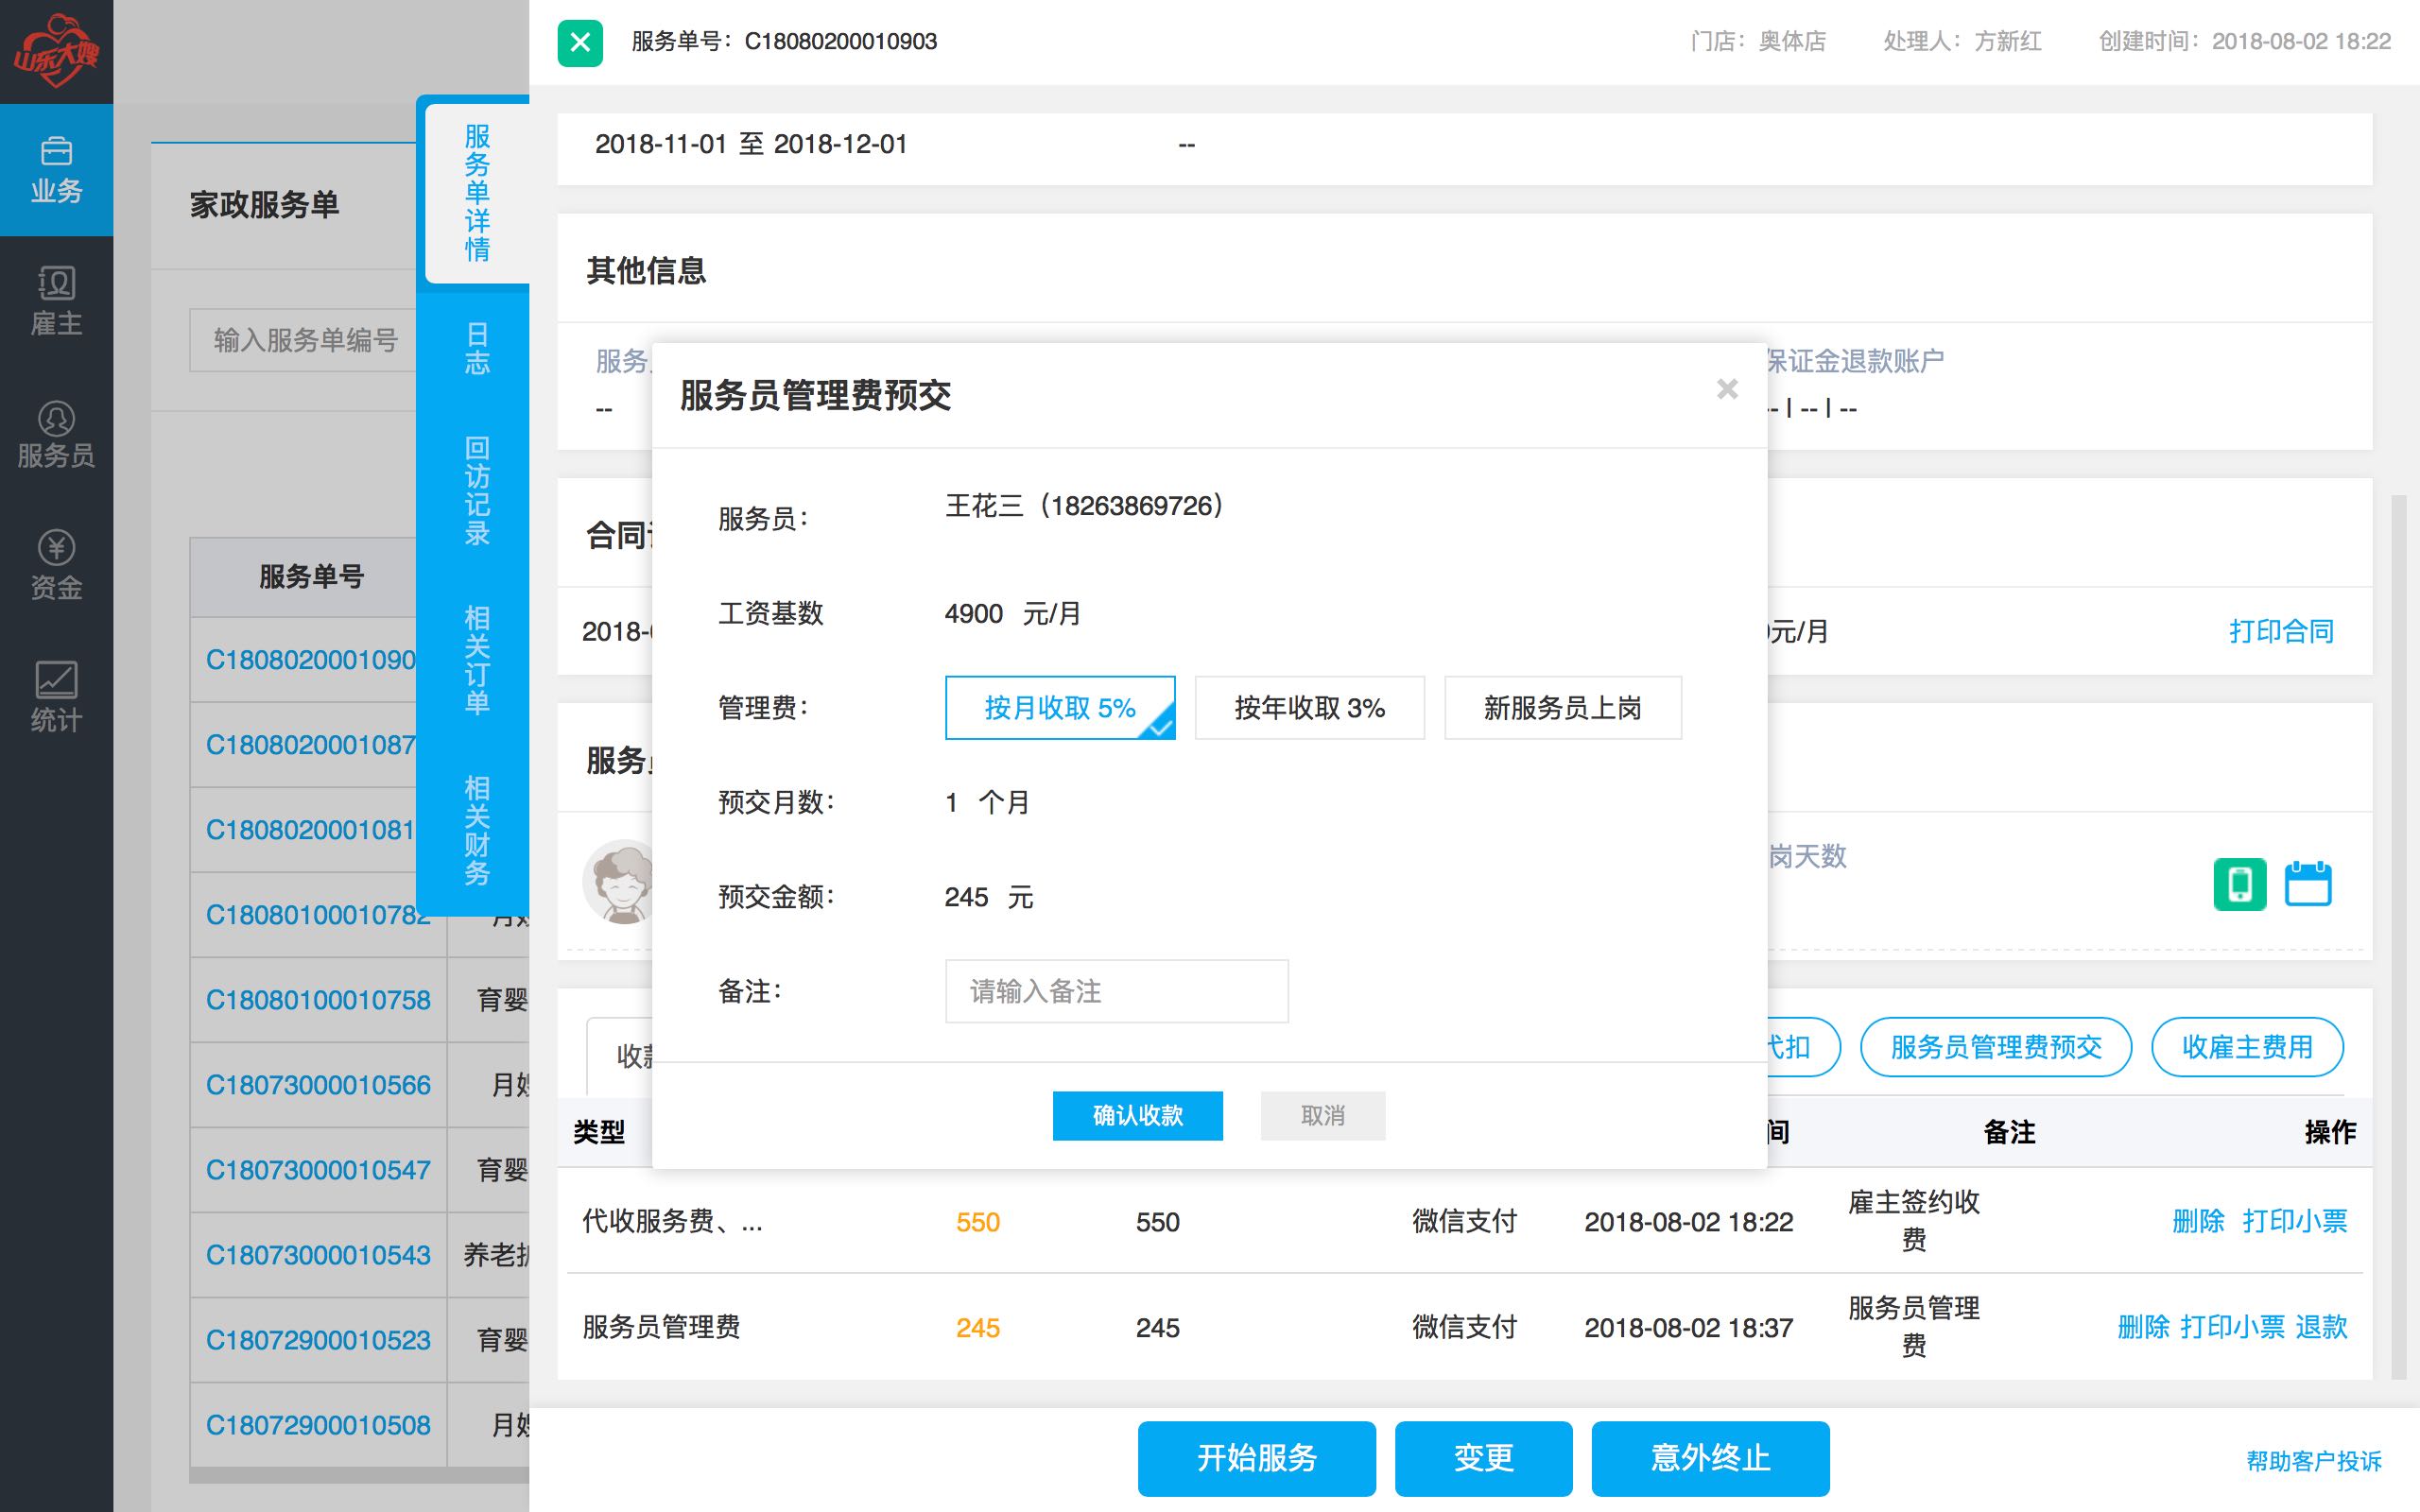 山东大嫂
业务
雇主
服务员
资金
统计
家政服务单
输入服务单编号
服务单号
C1808020001090
C1808020001087
C1808020001081
C18080100010782
C18080100010758
育婴
C18073000010566
月嫂
C18073000010547
育婴
C18073000010543
养老护
C18072900010523
育婴
C18072900010508
月嫂
服务单详情
日志
回访记录
相关订单
相关财务
服务单号：C18080200010903
门店：奥体店
处理人：方新红
创建时间：2018-08-02 18:22
2018-11-01 至 2018-12-01
--
其他信息
服务
保证金退款账户
--
-- | -- | --
合同
2018-
元/月
打印合同
服务
岗天数
收款
代扣
服务员管理费预交
收雇主费用
类型
间
备注
操作
代收服务费、...
550
550
微信支付
2018-08-02 18:22
雇主签约收费
删除 打印小票
服务员管理费
245
245
微信支付
2018-08-02 18:37
服务员管理费
删除 打印小票 退款
开始服务
变更
意外终止
帮助客户投诉
服务员管理费预交
×
服务员：
王花三（18263869726）
工资基数
4900 元/月
管理费：
按月收取 5%
按年收取 3%
新服务员上岗
预交月数：
1 个月
预交金额：
245 元
备注：
请输入备注
确认收款
取消